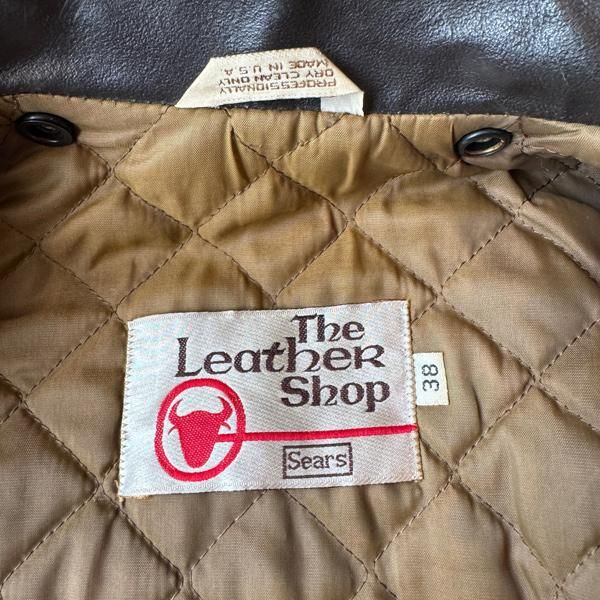 PROFESSIONALLY
DRY CLEAN ONLY
MADE IN U.S.A.
The
Leather
Shop
Sears
38